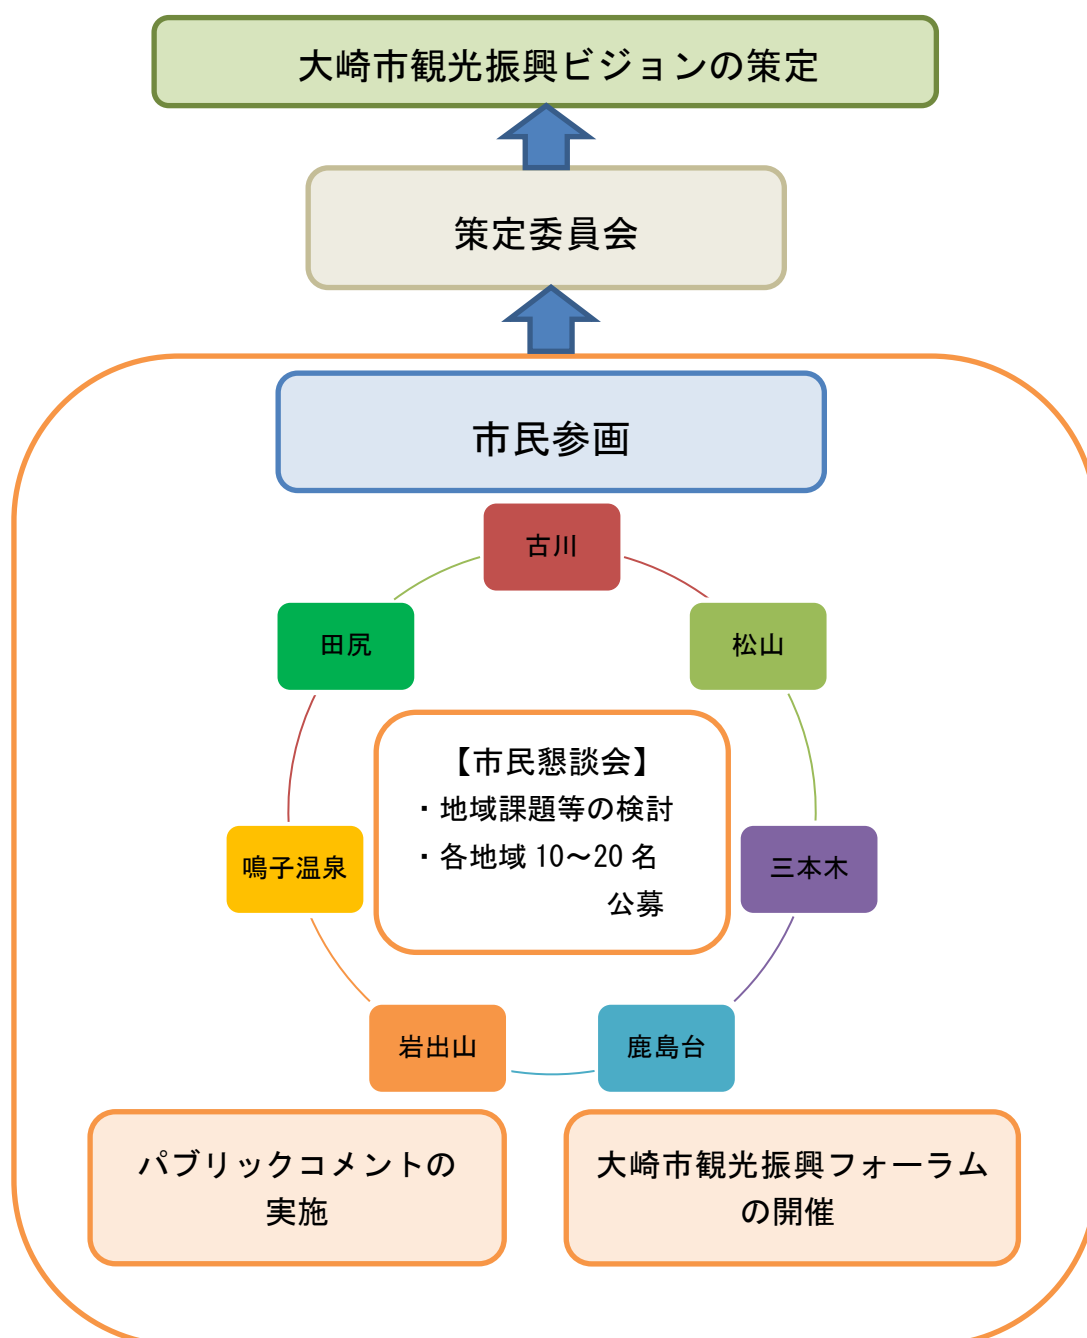 大崎市観光振興ビジョンの策定
策定委員会
市民参画
古川
田尻
松山
【市民懇談会】
・地域課題等の検討
・各地域 10～20 名
公募
鳴子温泉
三本木
岩出山
鹿島台
パブリックコメントの
実施
大崎市観光振興フォーラム
の開催